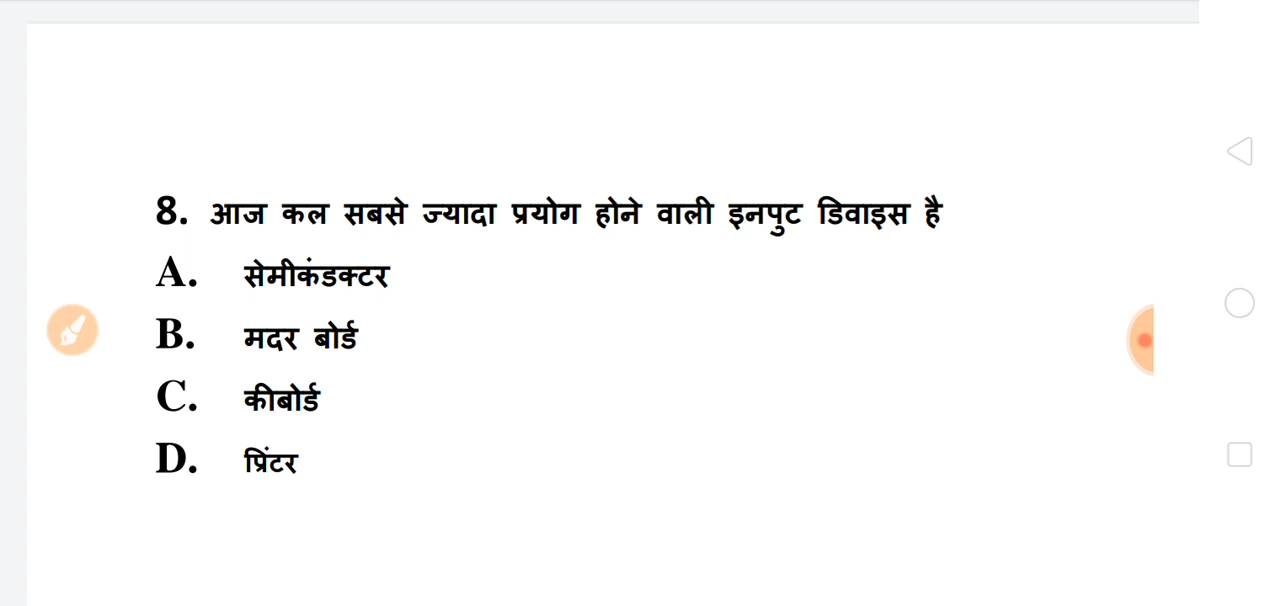 8. आज कल सबसे ज्यादा प्रयोग होने वाली इनपुट डिवाइस है
A. सेमीकंडक्टर
B. मदर बोर्ड
C. कीबोर्ड
D. प्रिंटर